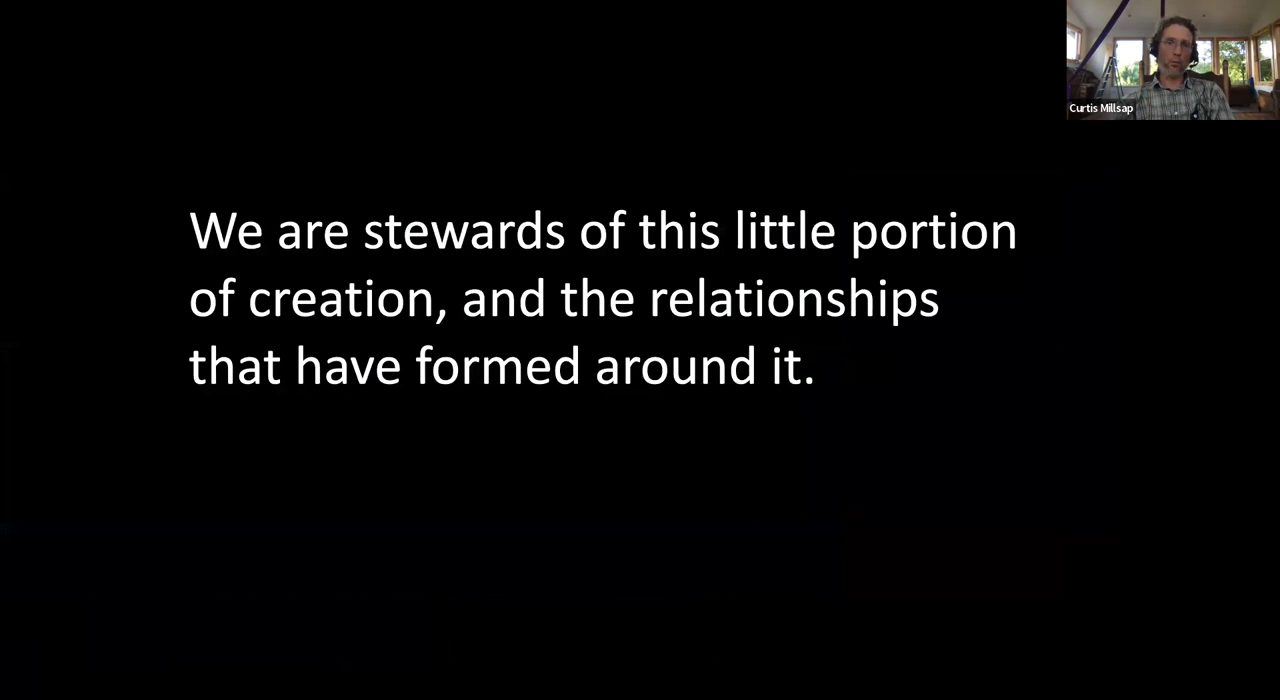 Curtis Millsap
We are stewards of this little portion
of creation, and the relationships
that have formed around it.